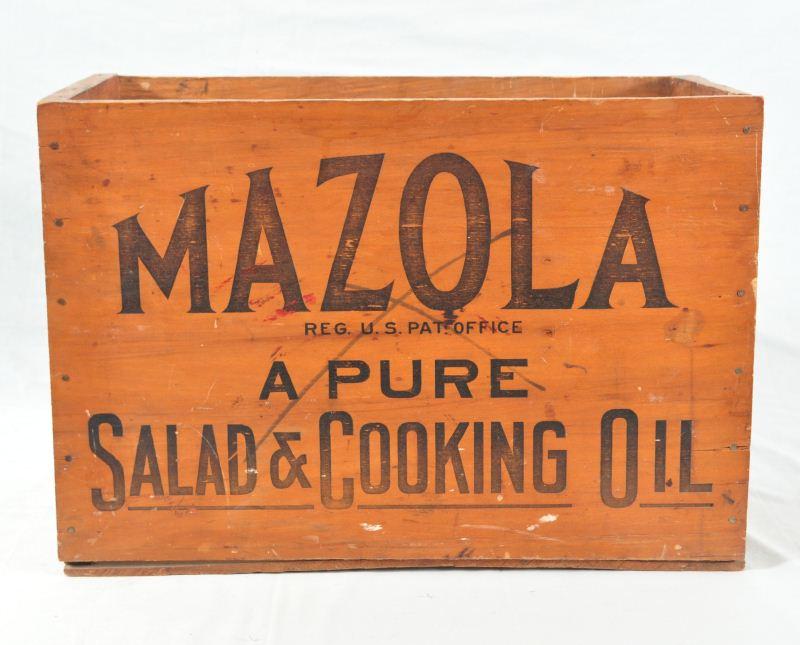 MAZOLA
REG. U.S. PAT. OFFICE
A PURE
SALAD & COOKING OIL